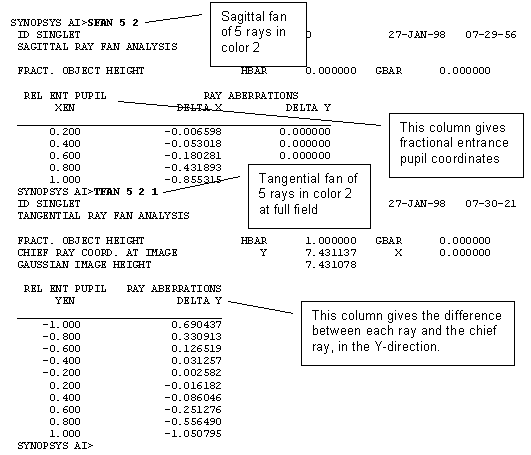 SYNOPSYS AI>SFAN 5 2
Sagittal fan
of 5 rays in
color 2
ID SINGLET 0 27-JAN-98 07-29-56
SAGITTAL RAY FAN ANALYSIS
FRACT. OBJECT HEIGHT HBAR 0.000000 GBAR 0.000000
REL ENT PUPIL RAY ABERRATIONS
XEN DELTA X DELTA Y
This column gives
fractional entrance
pupil coordinates
0.200 -0.006598 0.000000
0.400 -0.053018 0.000000
0.600 -0.180281 0.000000
0.800 -0.431893
1.000 -0.855315
Tangential fan of
5 rays in color 2
at full field
SYNOPSYS AI>TFAN 5 2 1
ID SINGLET 27-JAN-98 07-30-21
TANGENTIAL RAY FAN ANALYSIS
FRACT. OBJECT HEIGHT HBAR 1.000000 GBAR 0.000000
CHIEF RAY COORD. AT IMAGE Y 7.431137 X 0.000000
GAUSSIAN IMAGE HEIGHT 7.431078
REL ENT PUPIL RAY ABERRATIONS
YEN DELTA Y
This column gives the difference
between each ray and the chief
ray, in the Y-direction.
-1.000 0.690437
-0.800 0.330913
-0.600 0.126519
-0.400 0.031257
-0.200 0.002582
0.200 -0.016182
0.400 -0.086046
0.600 -0.251276
0.800 -0.556490
1.000 -1.050795
SYNOPSYS AI>